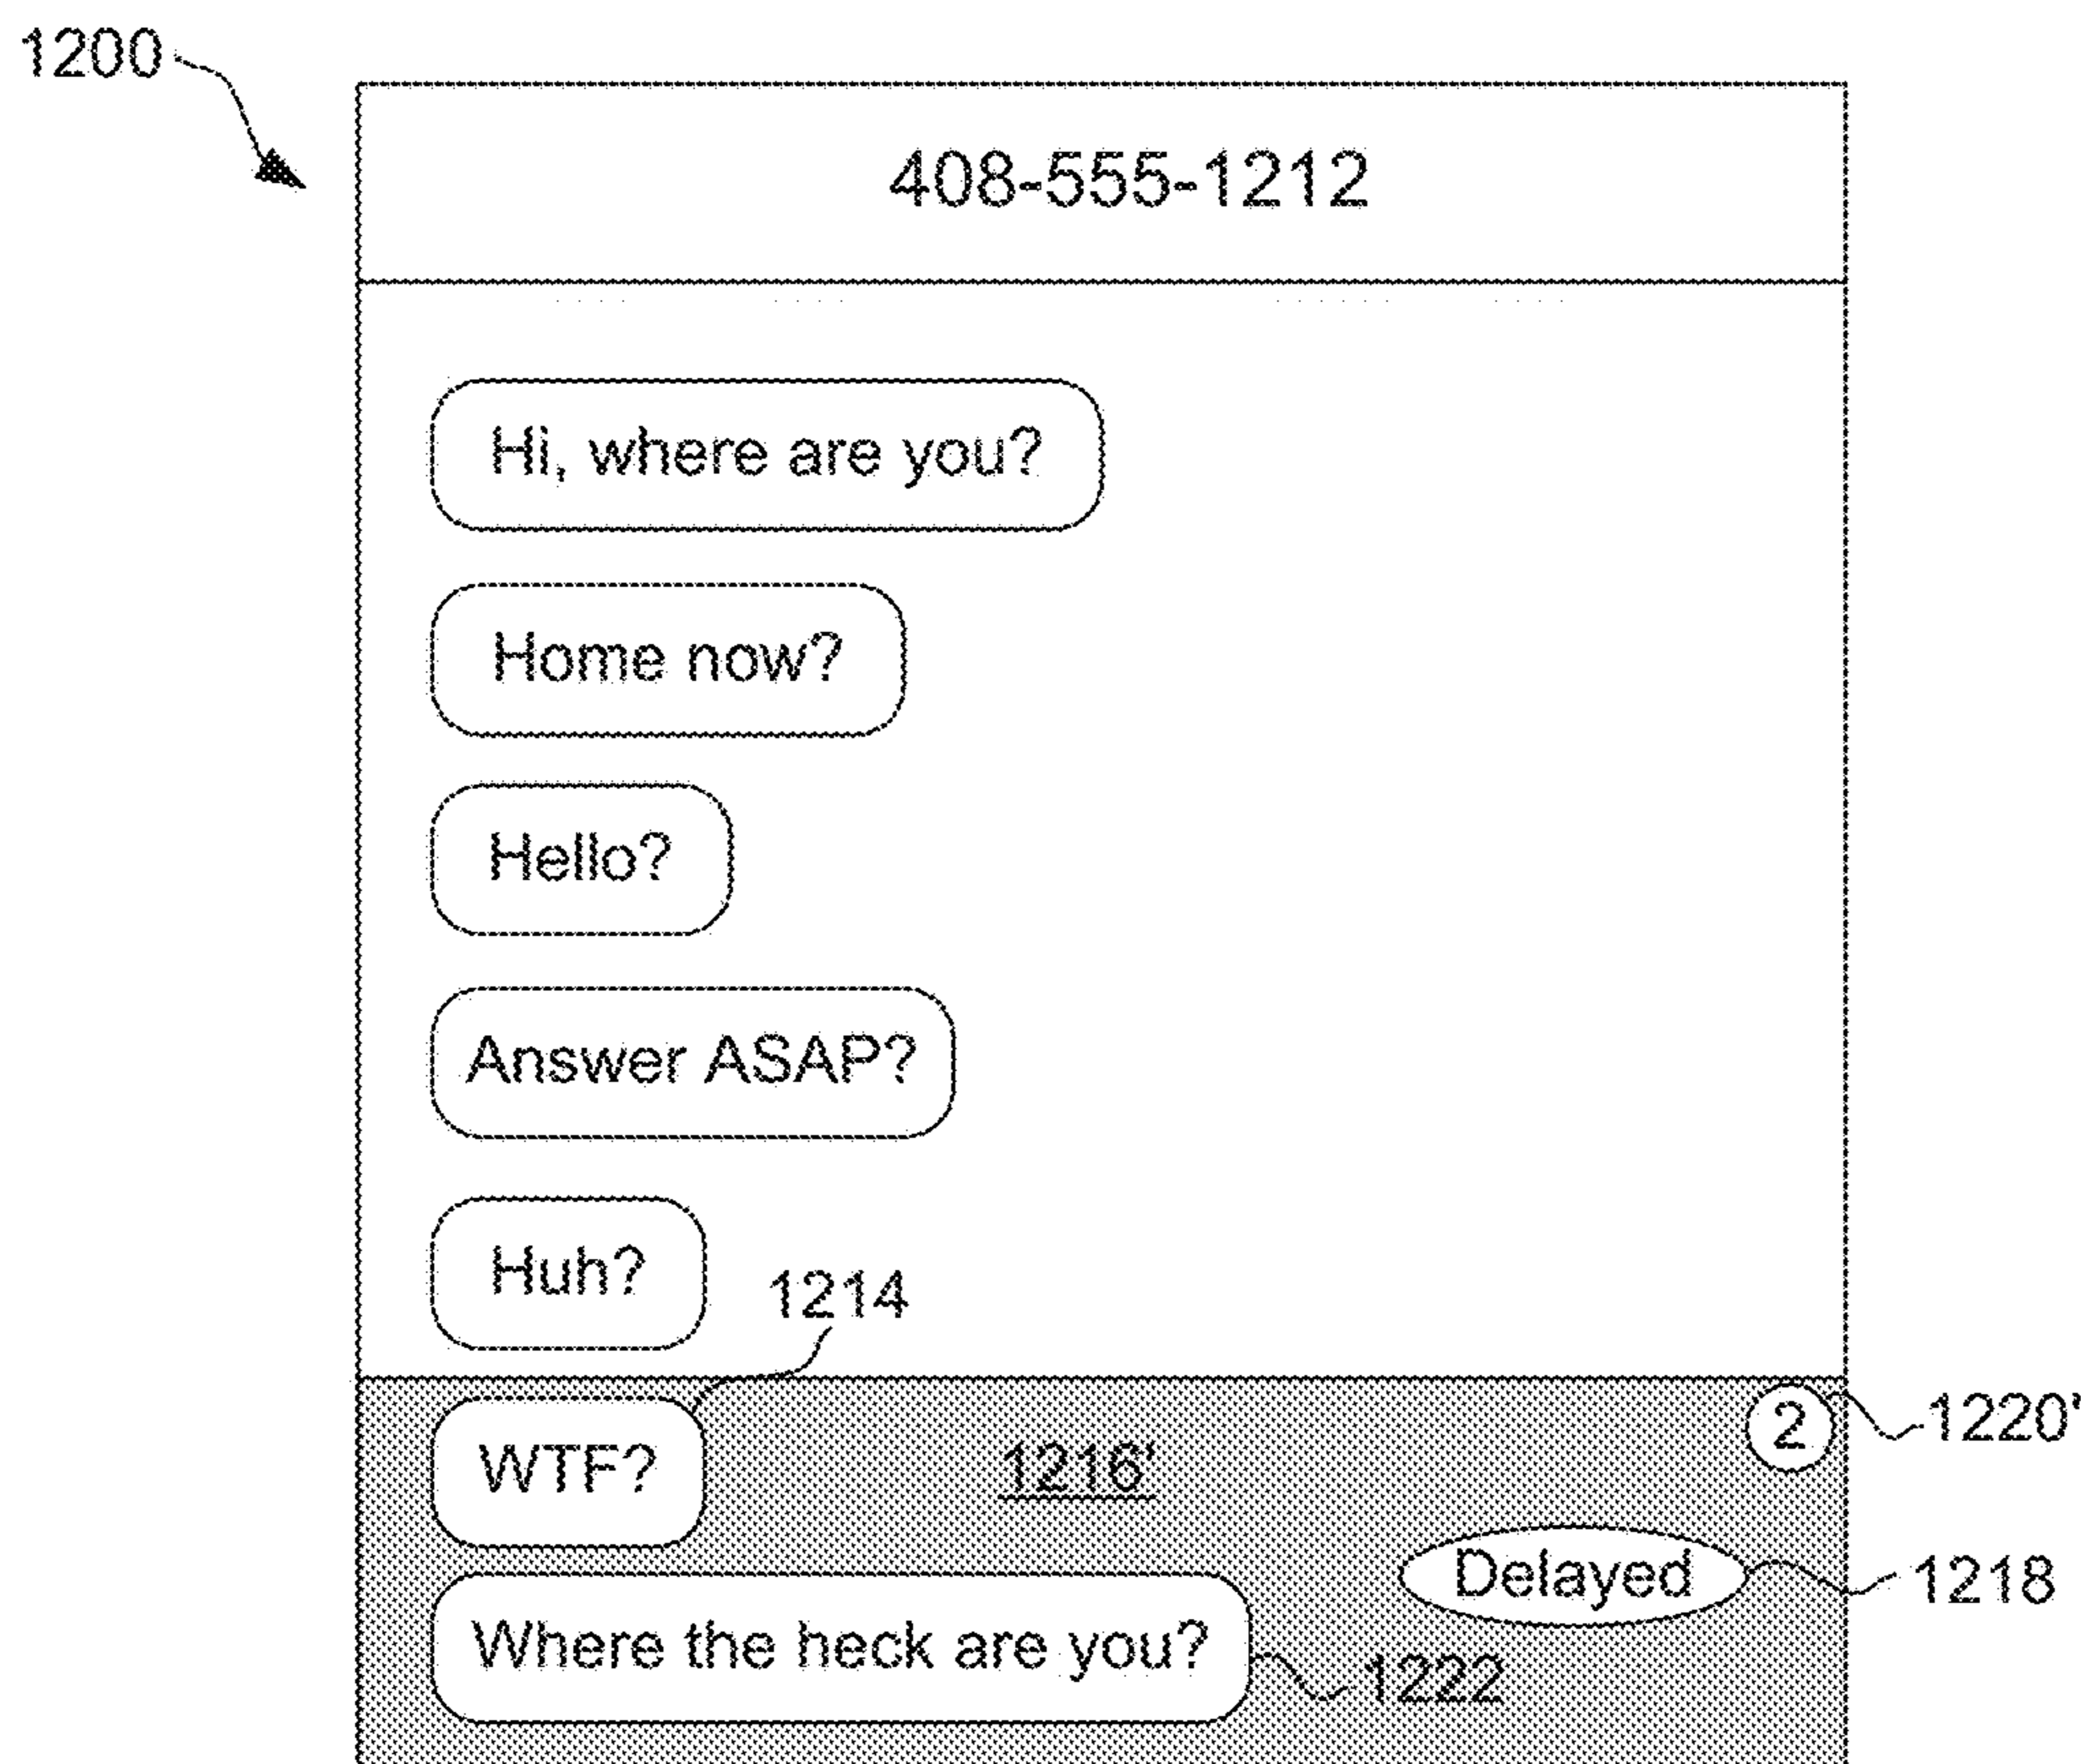 1200
408-555-1212
Hi, where are you?
Home now?
Hello?
Answer ASAP?
Huh?
1214
WTF?
1216'
2
1220'
Delayed
1218
Where the heck are you?
1222